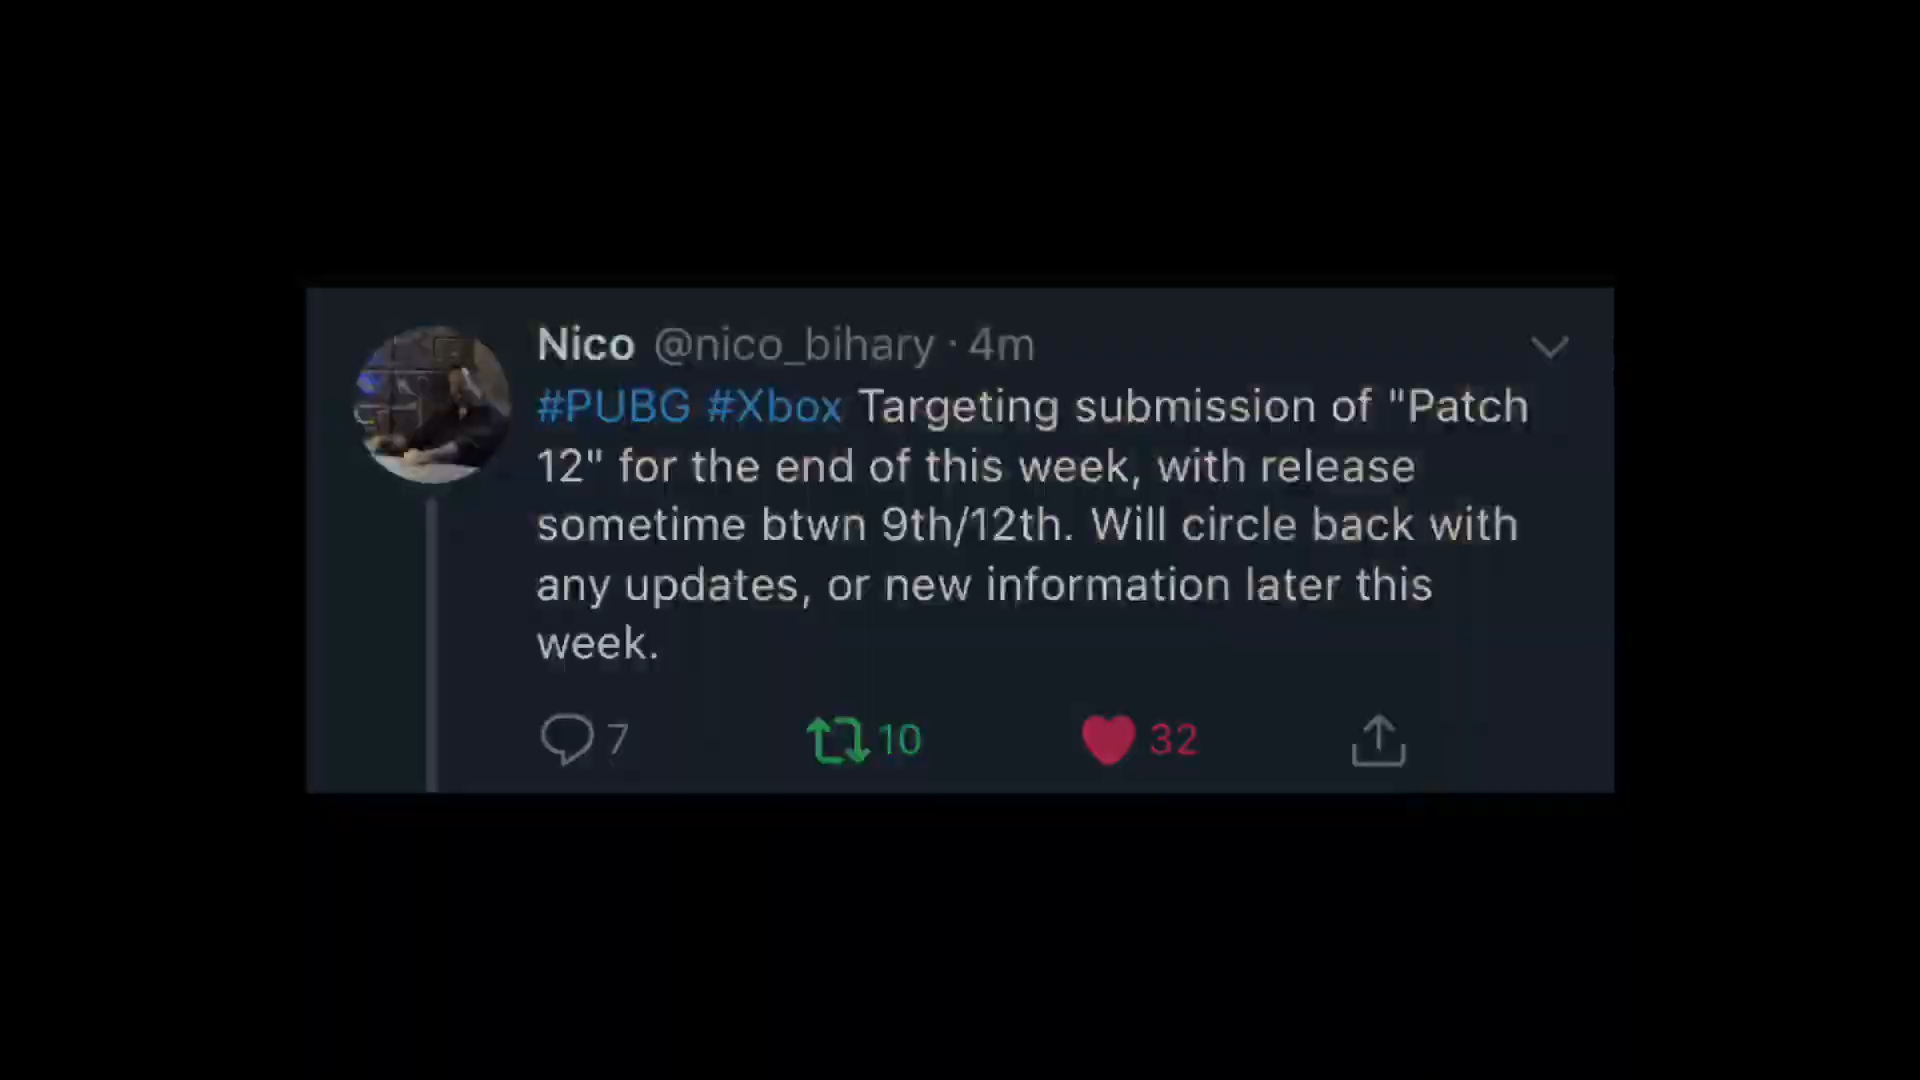 Nico @nico_bihary · 4m
#PUBG #Xbox Targeting submission of "Patch
12" for the end of this week, with release
sometime btwn 9th/12th. Will circle back with
any updates, or new information later this
week.
7 10 32